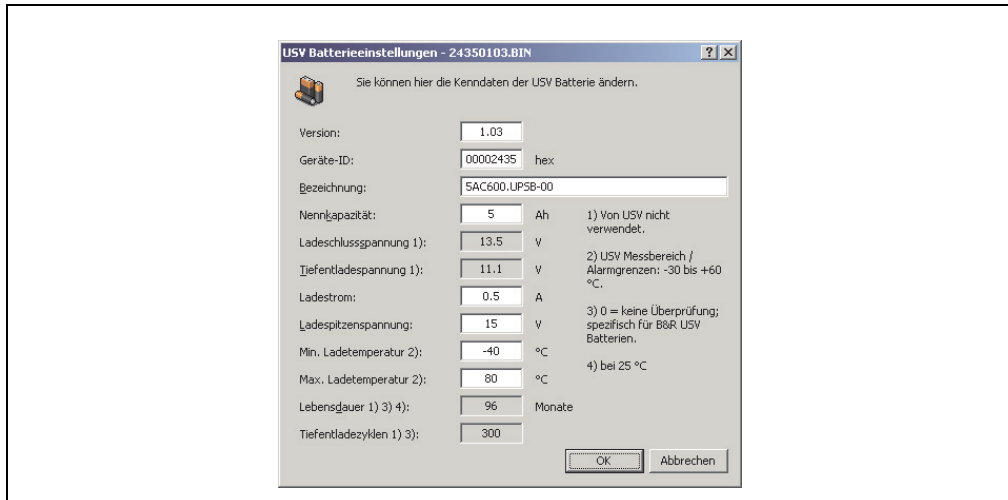 USV Batterieeinstellungen - 24350103.BIN
Sie können hier die Kenndaten der USV Batterie ändern.
Version: 1.03
Geräte-ID: 00002435 hex
Bezeichnung: 5AC600.UPSB-00
Nennkapazität: 5 Ah
Ladeschlussspannung 1): 13.5 V
Tiefentladespannung 1): 11.1 V
Ladestrom: 0.5 A
Ladespitzenspannung: 15 V
Min. Ladetemperatur 2): -40 °C
Max. Ladetemperatur 2): 80 °C
Lebensdauer 1) 3) 4): 96 Monate
Tiefentladezyklen 1) 3): 300
1) Von USV nicht
verwendet.
2) USV Messbereich /
Alarmgrenzen: -30 bis +60
°C.
3) 0 = keine Überprüfung;
spezifisch für B&R USV
Batterien.
4) bei 25 °C
OK Abbrechen